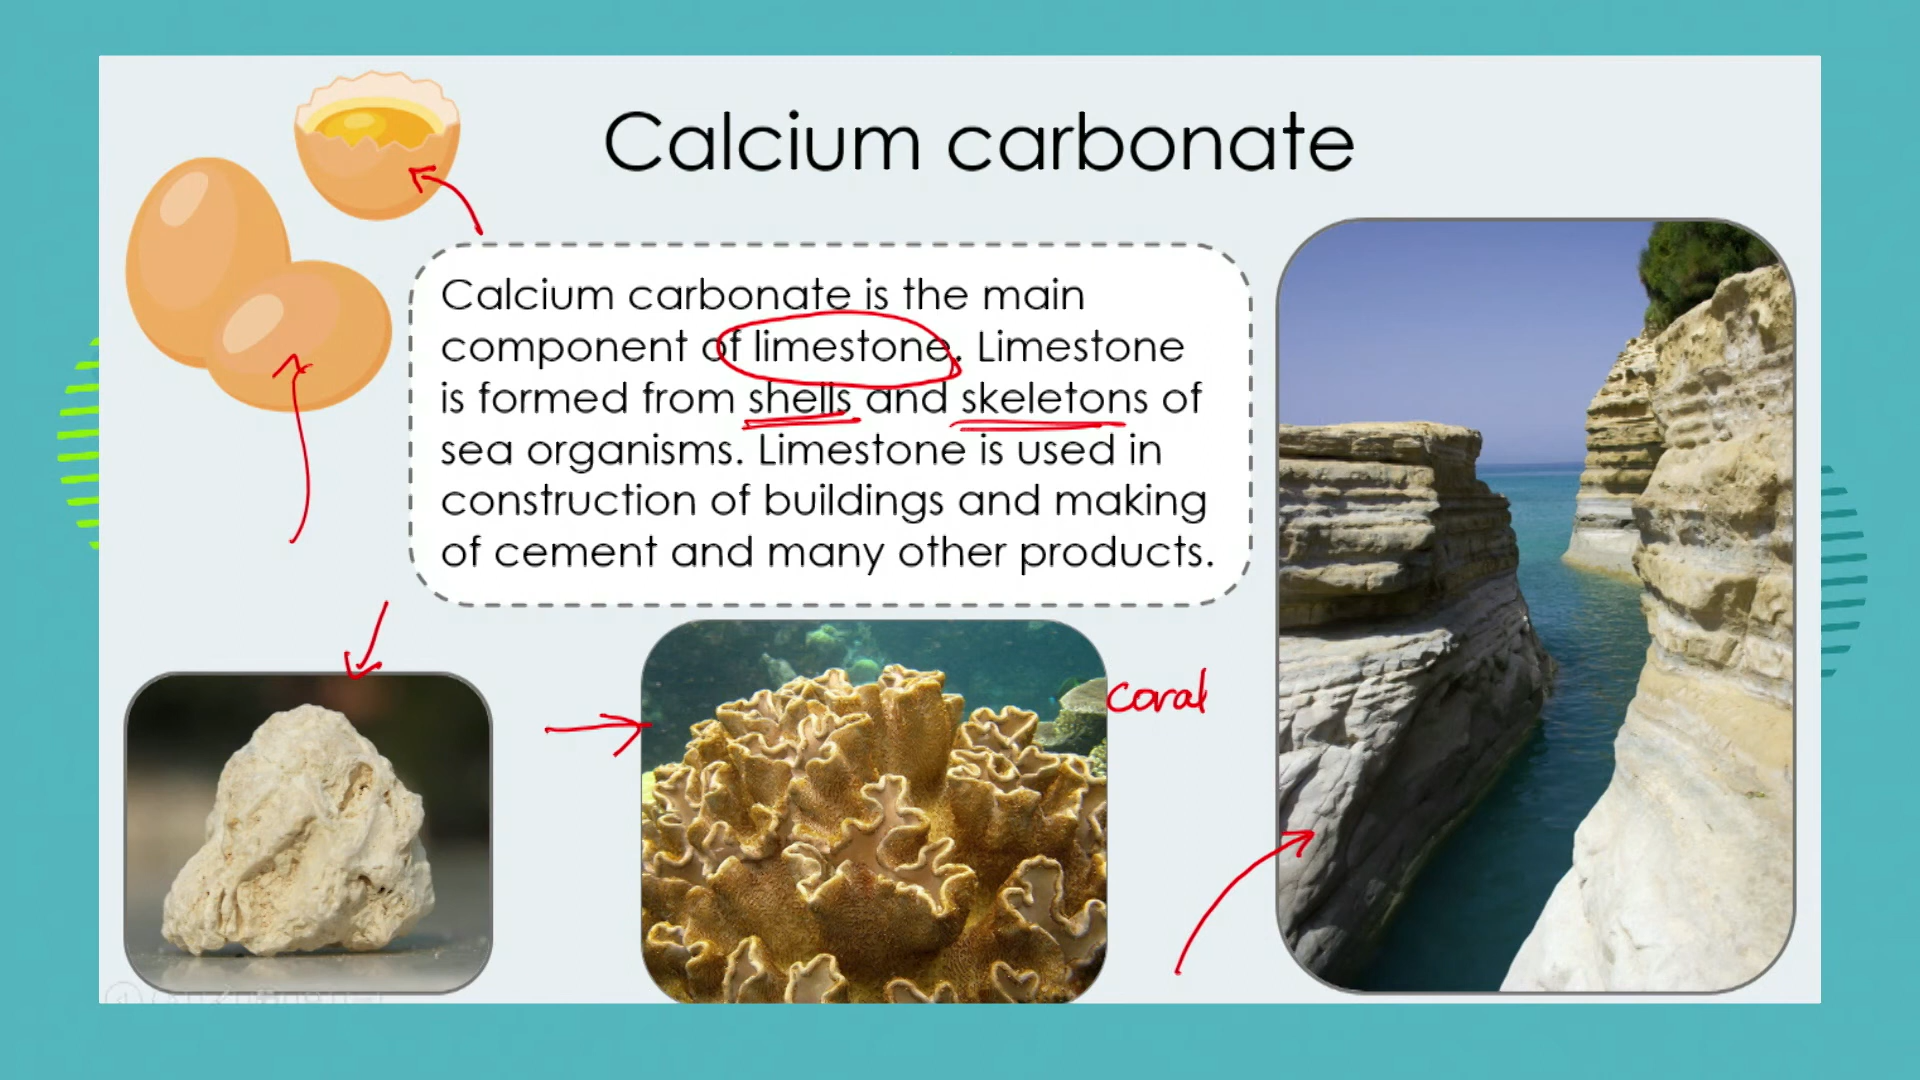 Calcium carbonate
Calcium carbonate is the main
component of limestone. Limestone
is formed from shells and skeletons of
sea organisms. Limestone is used in
construction of buildings and making
of cement and many other products.
coral